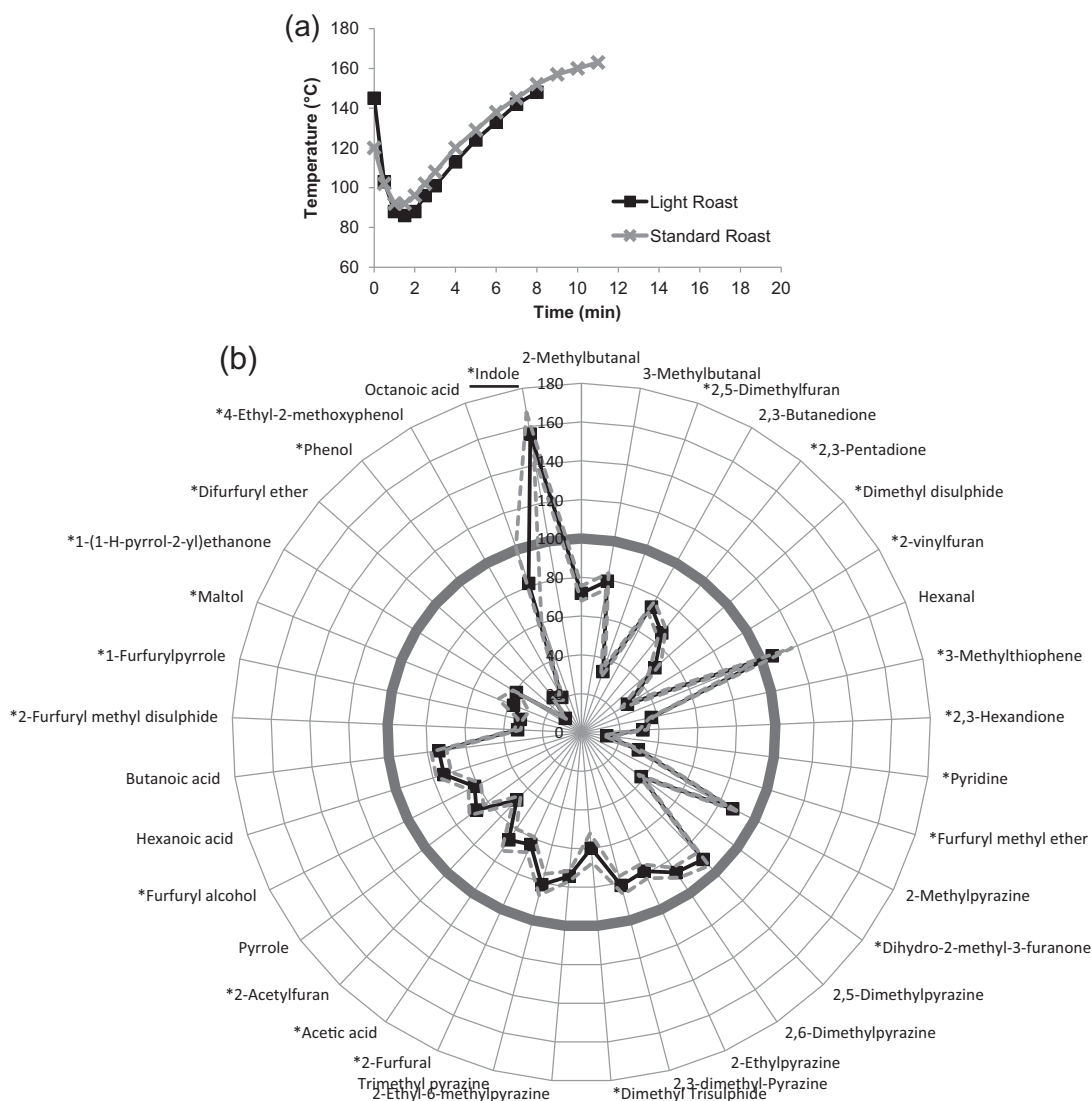 (a)
180
160
140
120
100
80
60
Temperature (°C)
0 2 4 6 8 10 12 14 16 18 20
Time (min)
Light Roast
Standard Roast
(b)
2-Methylbutanal
3-Methylbutanal
*2,5-Dimethylfuran
2,3-Butanedione
*2,3-Pentadione
*Dimethyl disulphide
*2-vinylfuran
Hexanal
*3-Methylthiophene
*2,3-Hexandione
*Pyridine
*Furfuryl methyl ether
2-Methylpyrazine
*Dihydro-2-methyl-3-furanone
2,5-Dimethylpyrazine
2,6-Dimethylpyrazine
2-Ethylpyrazine
2,3-dimethyl-Pyrazine
*Dimethyl Trisulphide
2-Ethyl-6-methylpyrazine
Trimethyl pyrazine
*2-Furfural
*Acetic acid
*2-Acetylfuran
Pyrrole
*Furfuryl alcohol
Hexanoic acid
Butanoic acid
*2-Furfuryl methyl disulphide
*1-Furfurylpyrrole
*Maltol
*1-(1-H-pyrrol-2-yl)ethanone
*Difurfuryl ether
*Phenol
*4-Ethyl-2-methoxyphenol
Octanoic acid
*Indole
180
160
140
120
100
80
60
40
20
0